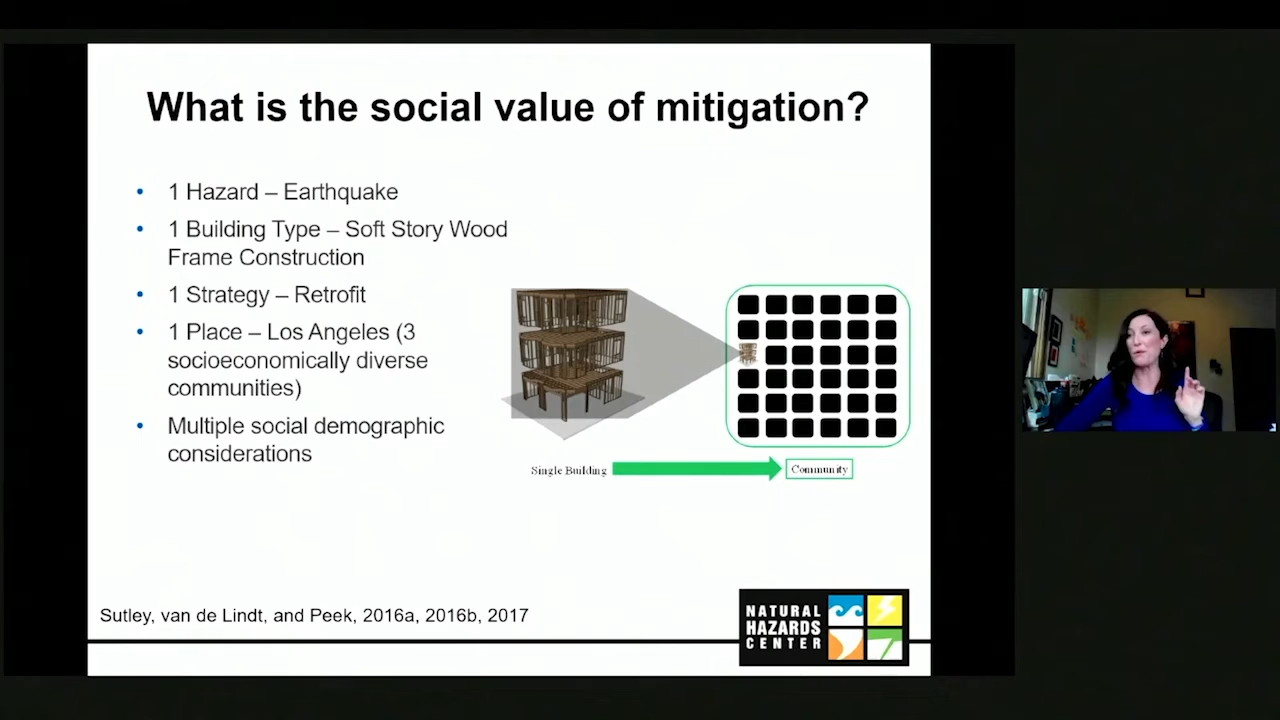 What is the social value of mitigation?
• 1 Hazard – Earthquake
• 1 Building Type – Soft Story Wood
Frame Construction
• 1 Strategy – Retrofit
• 1 Place – Los Angeles (3
socioeconomically diverse
communities)
• Multiple social demographic
considerations
Single Building
Community
Sutley, van de Lindt, and Peek, 2016a, 2016b, 2017
NATURAL
HAZARDS
CENTER